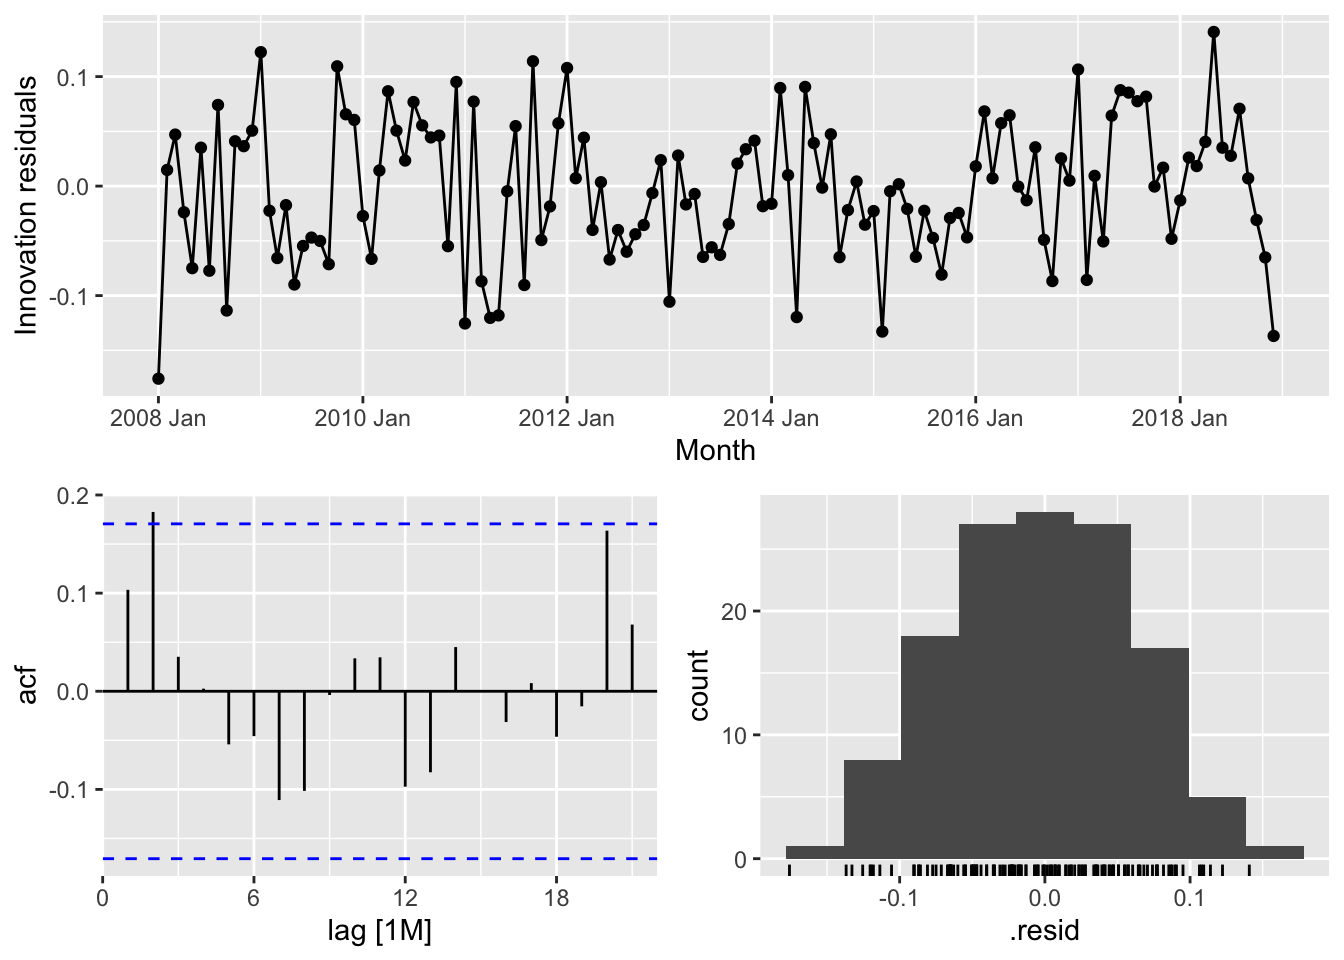 0.1
0.0
-0.1
Innovation residuals
2008 Jan
2010 Jan
2012 Jan
2014 Jan
2016 Jan
2018 Jan
Month
0.2
0.1
0.0
-0.1
acf
0
6
12
18
lag [1M]
20
10
0
count
-0.1
0.0
0.1
.resid